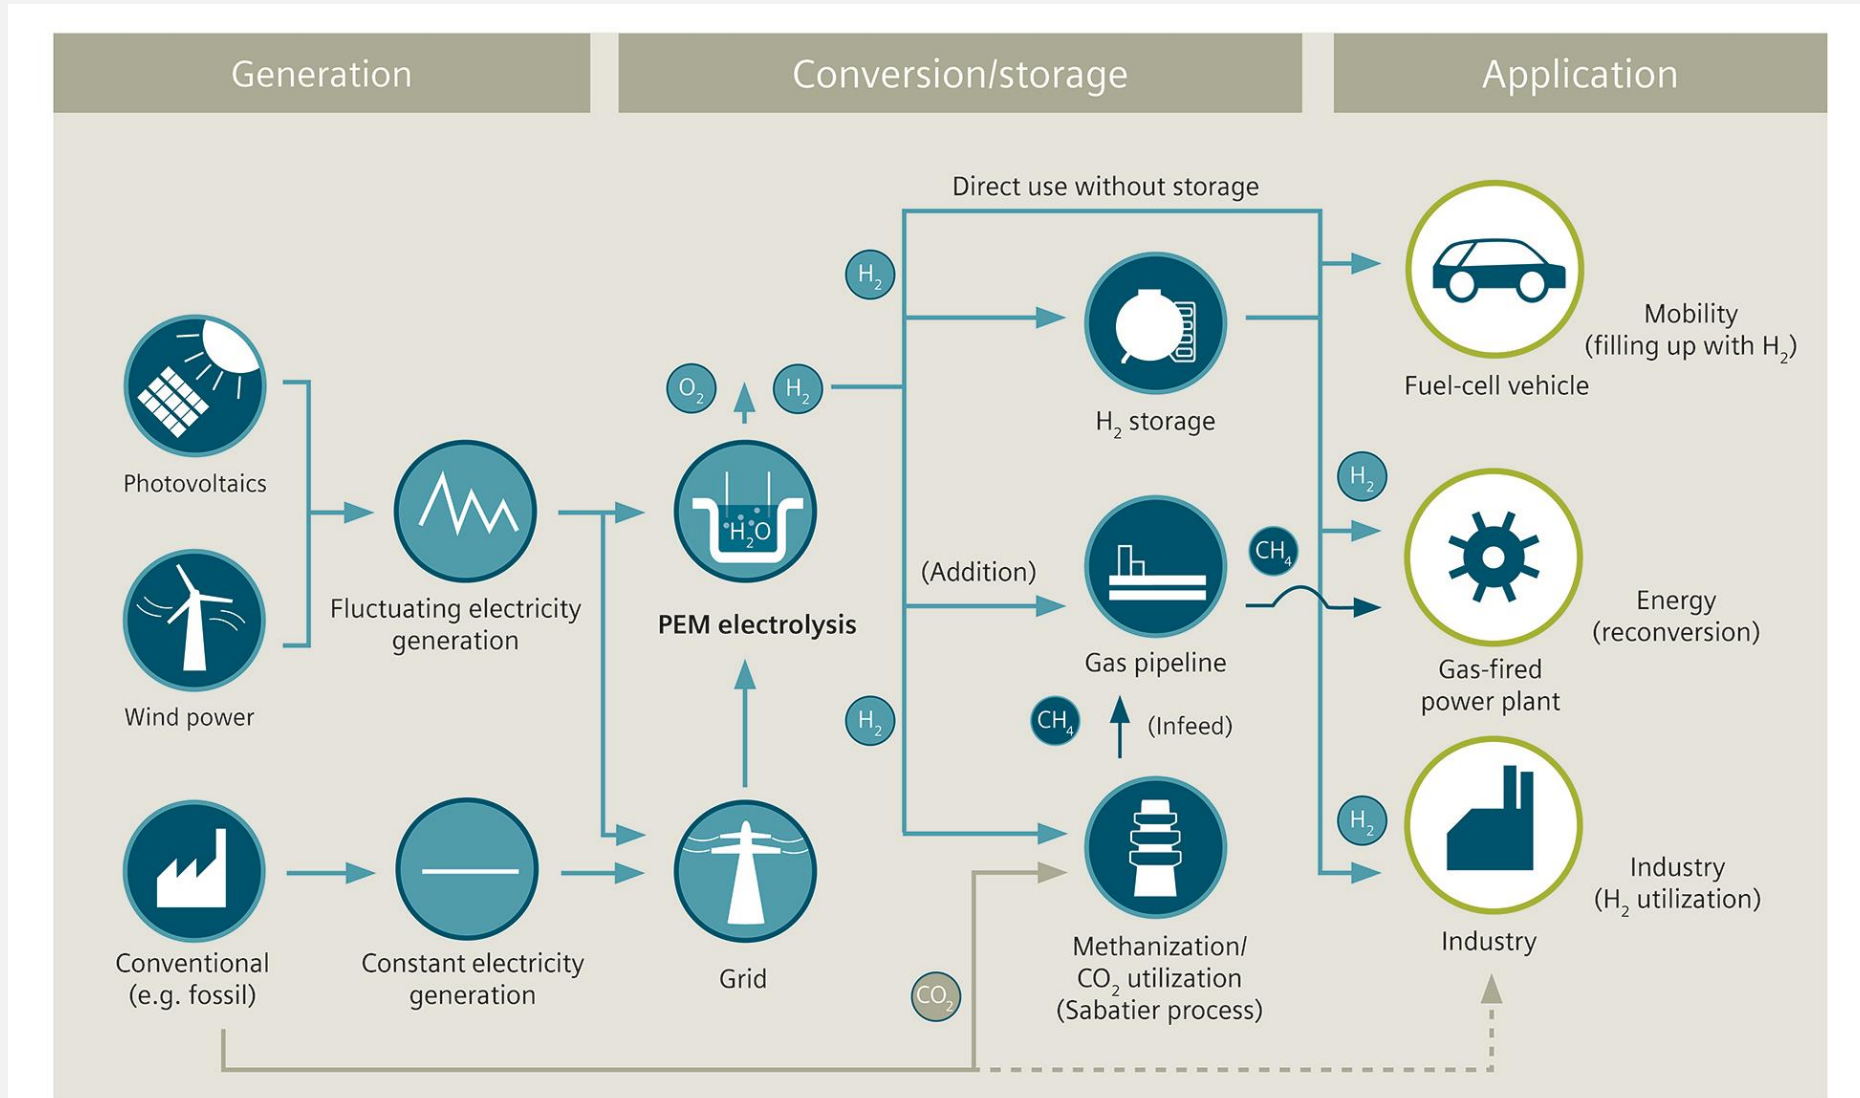 Generation
Conversion/storage
Application
Direct use without storage
H₂
Mobility
(filling up with H₂)
Fuel-cell vehicle
O₂
H₂
H₂ storage
Photovoltaics
H₂
H₂O
CH₄
(Addition)
Fluctuating electricity
generation
PEM electrolysis
Energy
(reconversion)
Gas pipeline
Gas-fired
power plant
Wind power
H₂
CH₄
(Infeed)
H₂
Industry
(H₂ utilization)
Industry
Conventional
(e.g. fossil)
Constant electricity
generation
Grid
CO₂
Methanization/
CO₂ utilization
(Sabatier process)